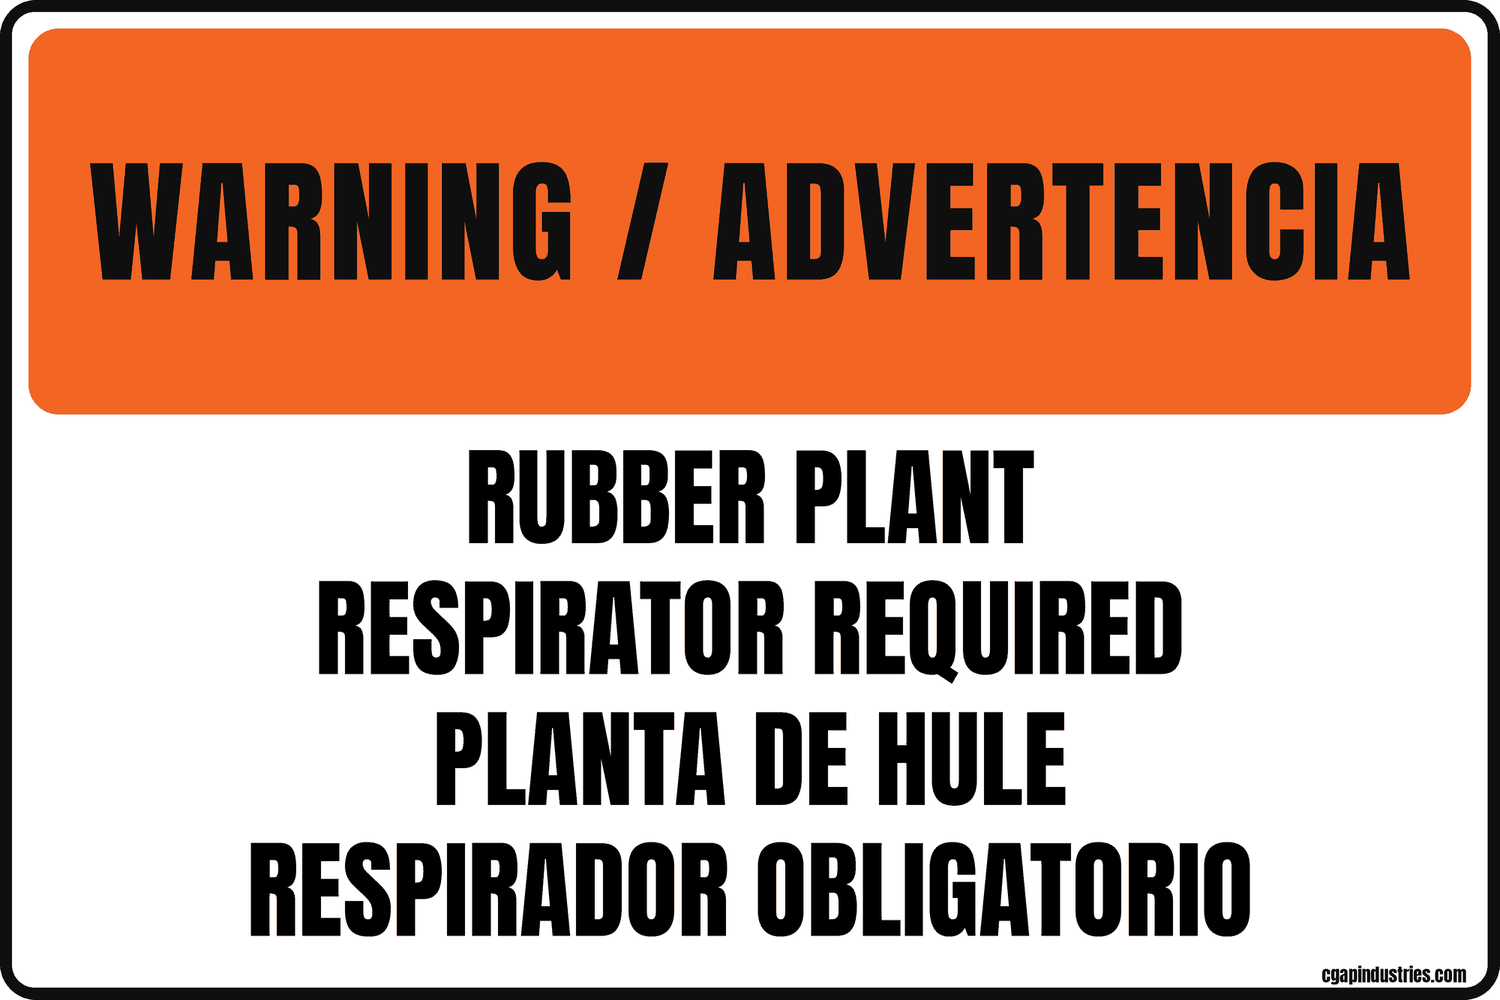 WARNING / ADVERTENCIA
RUBBER PLANT
RESPIRATOR REQUIRED
PLANTA DE HULE
RESPIRADOR OBLIGATORIO
cgapindustries.com